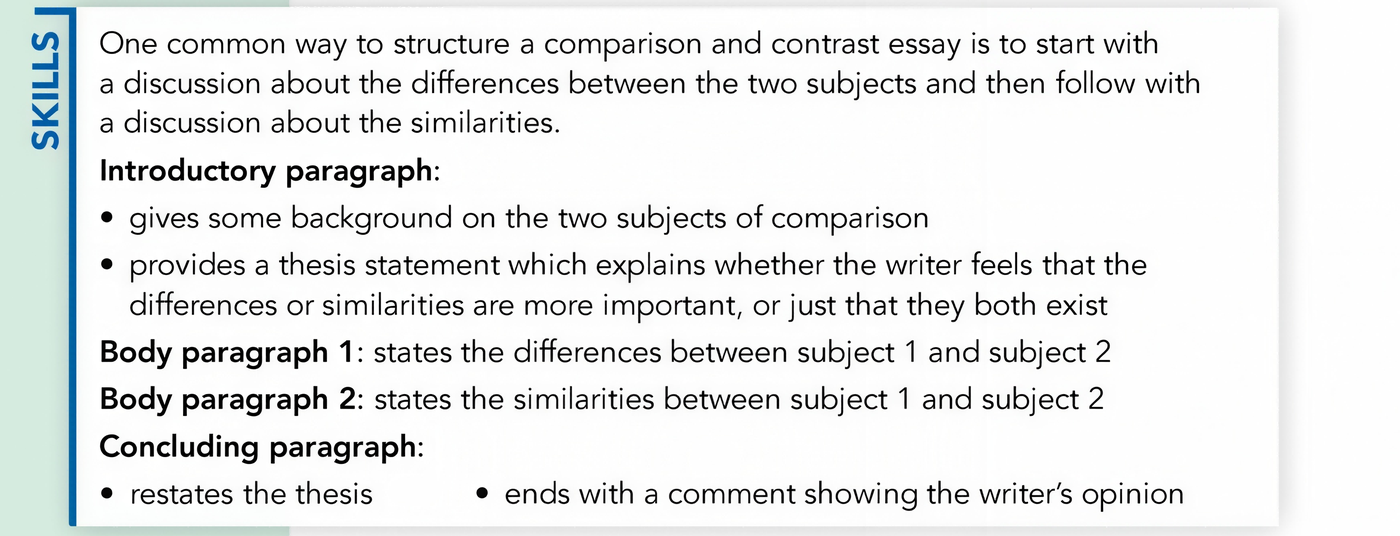 SKILLS
One common way to structure a comparison and contrast essay is to start with
a discussion about the differences between the two subjects and then follow with
a discussion about the similarities.
Introductory paragraph:
• gives some background on the two subjects of comparison
• provides a thesis statement which explains whether the writer feels that the
differences or similarities are more important, or just that they both exist
Body paragraph 1: states the differences between subject 1 and subject 2
Body paragraph 2: states the similarities between subject 1 and subject 2
Concluding paragraph:
• restates the thesis • ends with a comment showing the writer’s opinion